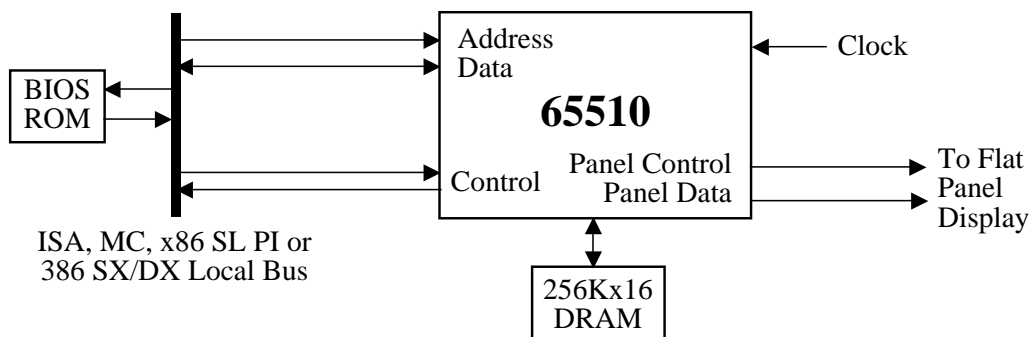 Address
Data
Clock
BIOS
ROM
65510
Panel Control
Panel Data
Control
To Flat
Panel
Display
ISA, MC, x86 SL PI or
386 SX/DX Local Bus
256Kx16
DRAM